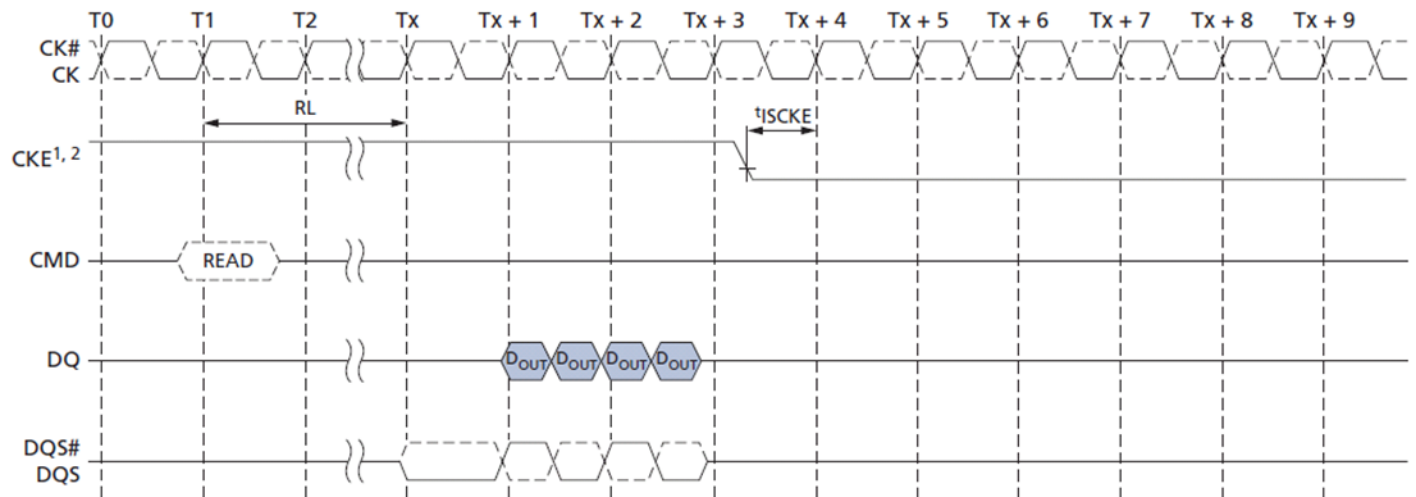 T0 T1 T2 Tx Tx + 1 Tx + 2 Tx + 3 Tx + 4 Tx + 5 Tx + 6 Tx + 7 Tx + 8 Tx + 9
CK#
CK
RL
tISCKE
CKE1, 2
CMD READ
DQ DOUT DOUT DOUT DOUT
DQS#
DQS